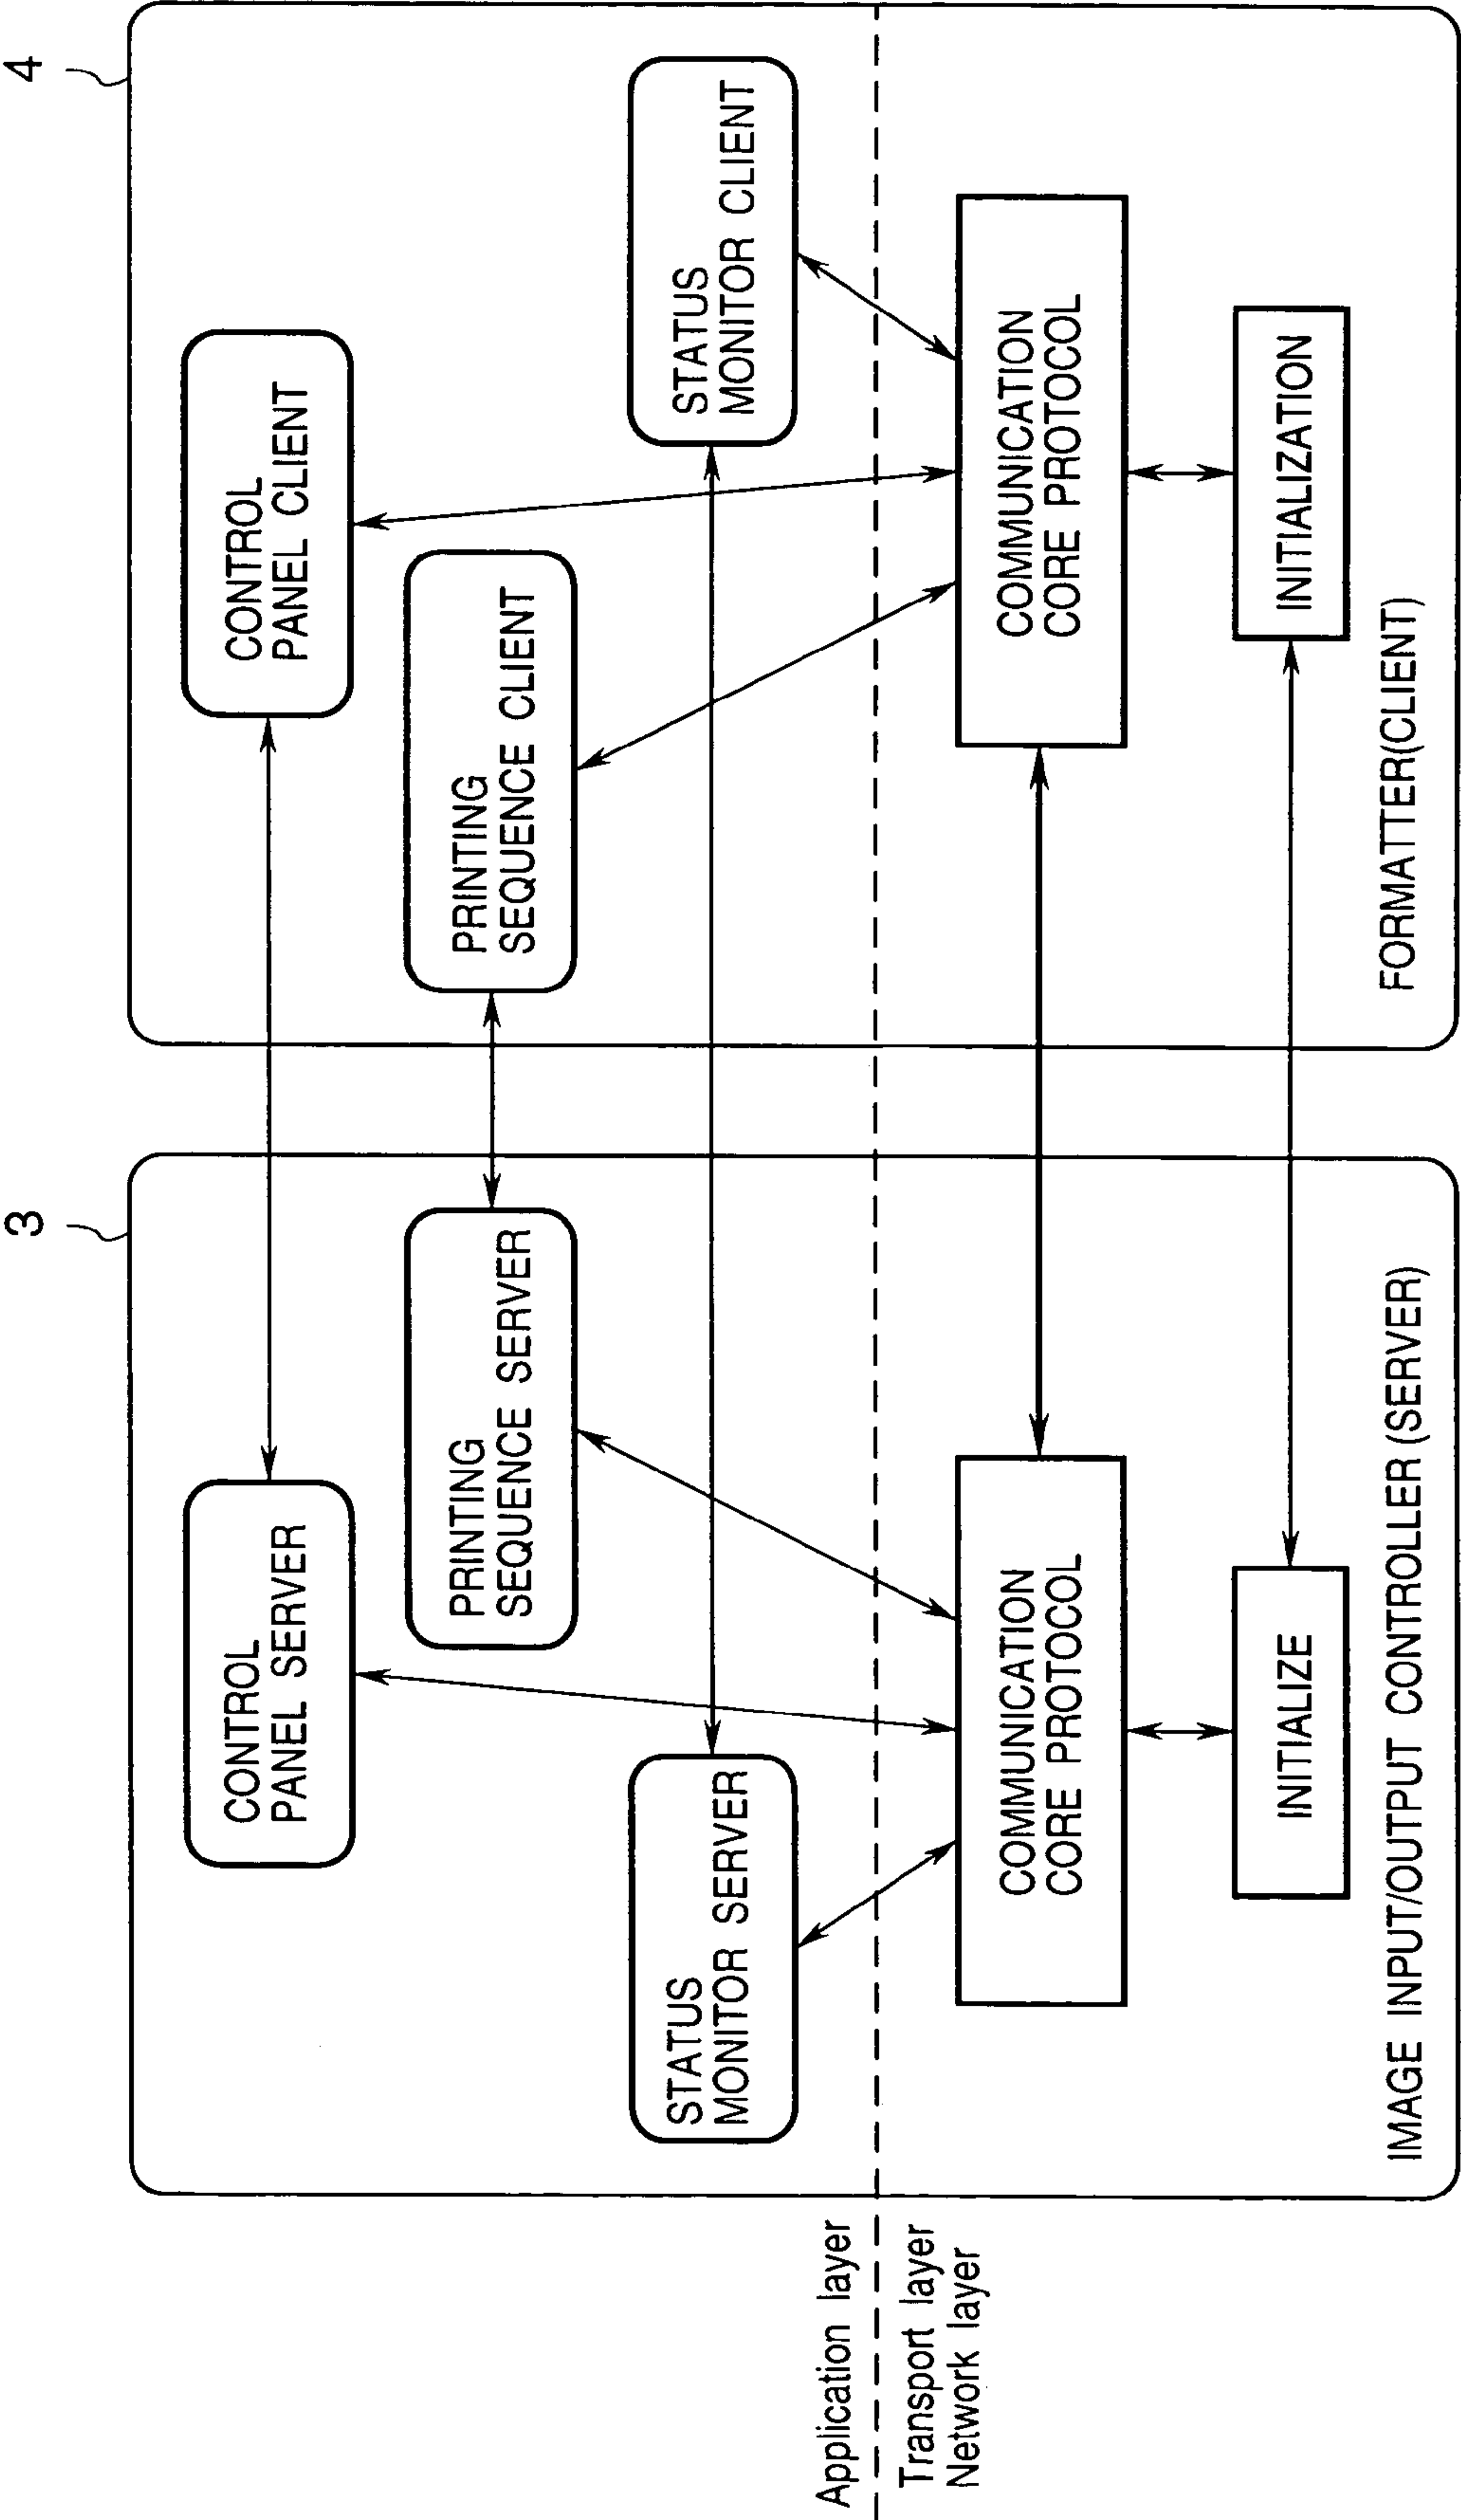 3
4
CONTROL
PANEL SERVER
CONTROL
PANEL CLIENT
PRINTING
SEQUENCE SERVER
PRINTING
SEQUENCE CLIENT
STATUS
MONITOR SERVER
STATUS
MONITOR CLIENT
Application layer
Transport layer
Network layer
COMMUNICATION
CORE PROTOCOL
COMMUNICATION
CORE PROTOCOL
INITIALIZE
INITIALIZATION
IMAGE INPUT/OUTPUT CONTROLLER(SERVER)
FORMATTER(CLIENT)